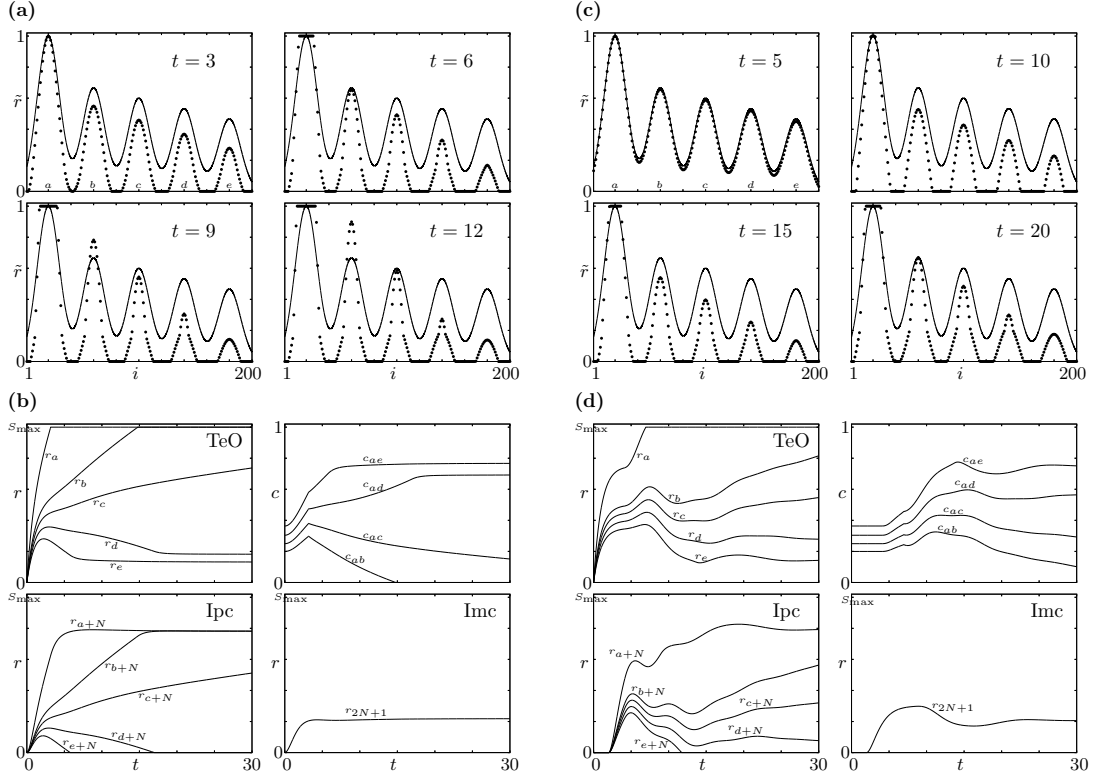 (a) (c)
1 t = 3 t = 6 1 t = 5 t = 10
r̃ r̃
0 a b c d e 0 a b c d e
1 t = 9 t = 12 1 t = 15 t = 20
r̃ r̃
0 0
1 i 200 1 i 200 1 i 200 1 i 200
(b) (d)
s_max TeO 1 s_max TeO 1
r_a r_b r_c r_d r_e
r c
c_ae c_ad c_ac c_ab
r_a r_b r_c r_d r_e
r c
c_ae c_ad c_ac c_ab
0 0 30 0 0 30
s_max Ipc s_max Imc s_max Ipc s_max Imc
r_{a+N} r_{b+N} r_{c+N} r_{d+N} r_{e+N}
r r r_{2N+1}
r_{a+N} r_{b+N} r_{c+N} r_{d+N} r_{e+N}
r r r_{2N+1}
0 0 0 0
0 t 30 0 t 30 0 t 30 0 t 30